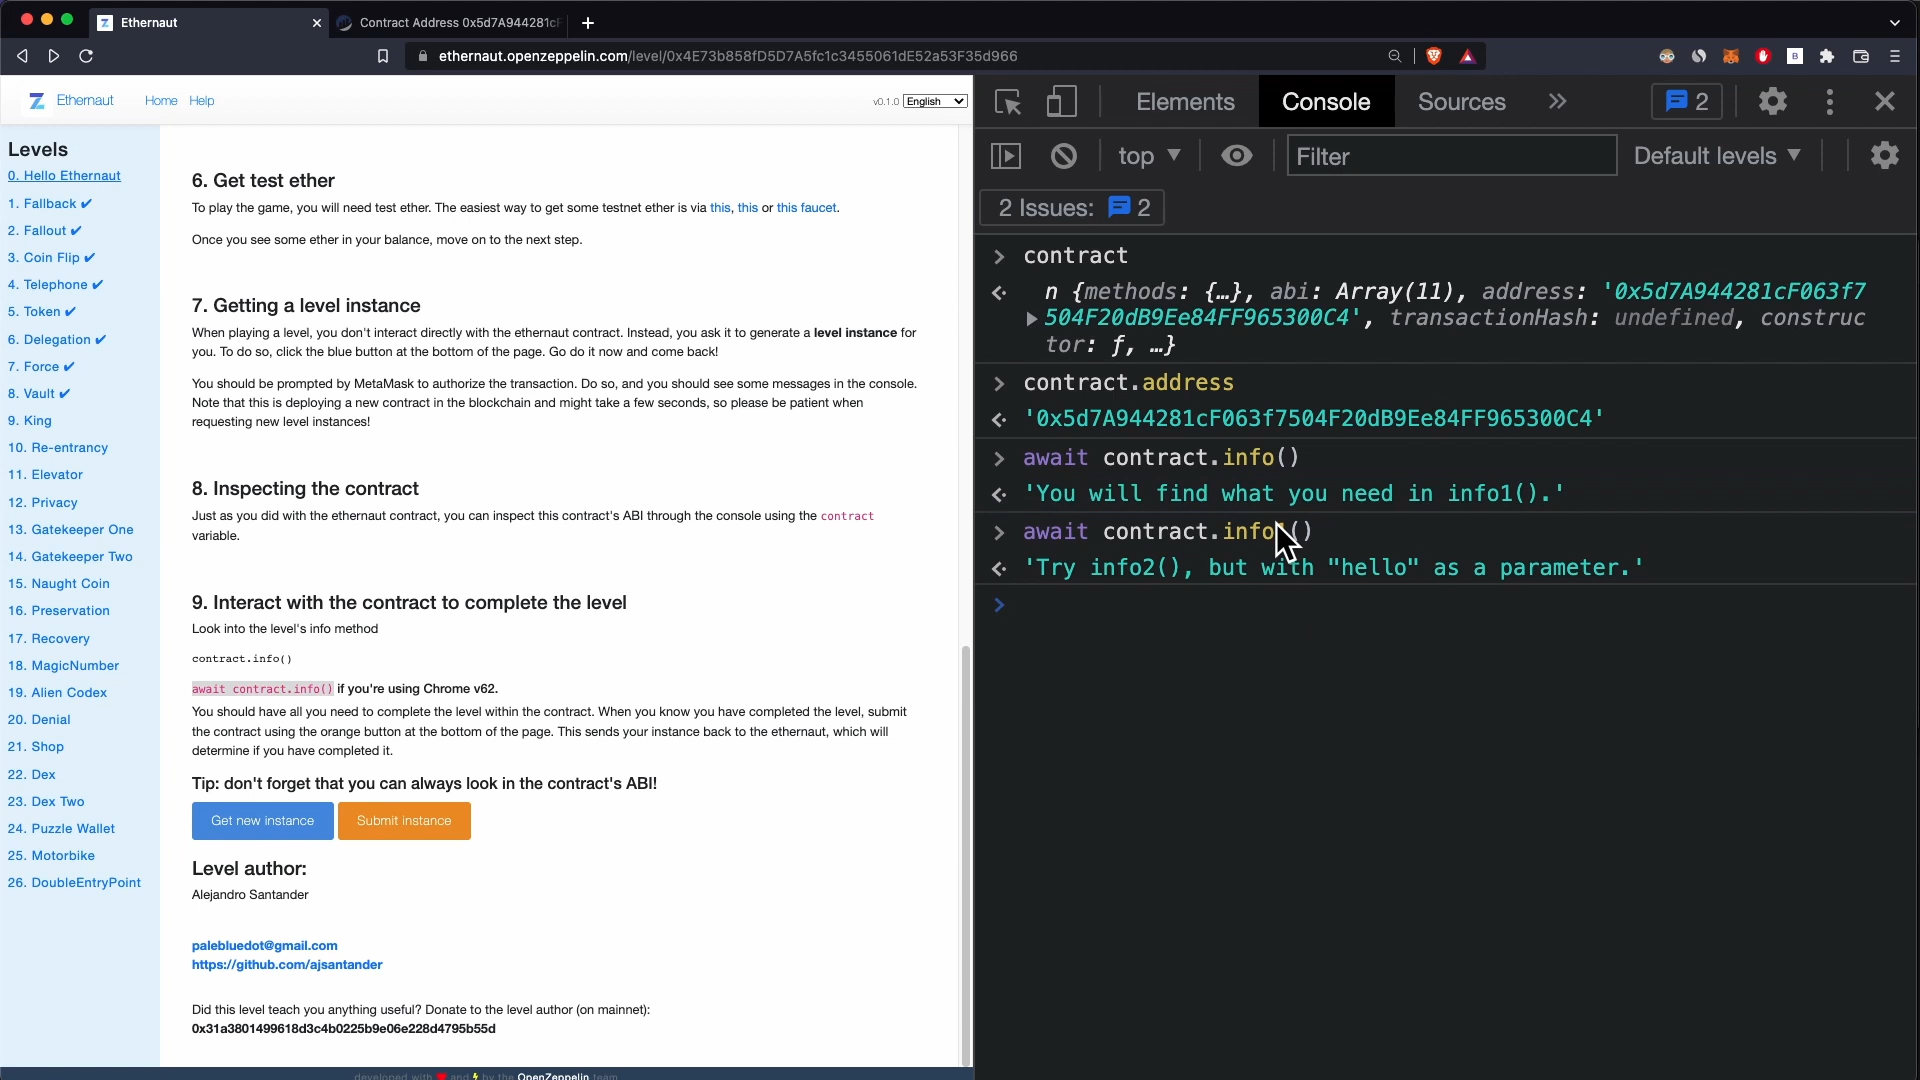 Ethernaut
Contract Address 0x5d7A944281c
ethernaut.openzeppelin.com/level/0x4E73b858fD5D7A5fc1c3455061dE52a53F35d966
Ethernaut Home Help v0.1.0 English
Levels
0. Hello Ethernaut
1. Fallback ✔
2. Fallout ✔
3. Coin Flip ✔
4. Telephone ✔
5. Token ✔
6. Delegation ✔
7. Force ✔
8. Vault ✔
9. King
10. Re-entrancy
11. Elevator
12. Privacy
13. Gatekeeper One
14. Gatekeeper Two
15. Naught Coin
16. Preservation
17. Recovery
18. MagicNumber
19. Alien Codex
20. Denial
21. Shop
22. Dex
23. Dex Two
24. Puzzle Wallet
25. Motorbike
26. DoubleEntryPoint
6. Get test ether
To play the game, you will need test ether. The easiest way to get some testnet ether is via this, this or this faucet.
Once you see some ether in your balance, move on to the next step.
7. Getting a level instance
When playing a level, you don't interact directly with the ethernaut contract. Instead, you ask it to generate a level instance for
you. To do so, click the blue button at the bottom of the page. Go do it now and come back!
You should be prompted by MetaMask to authorize the transaction. Do so, and you should see some messages in the console.
Note that this is deploying a new contract in the blockchain and might take a few seconds, so please be patient when
requesting new level instances!
8. Inspecting the contract
Just as you did with the ethernaut contract, you can inspect this contract's ABI through the console using the contract
variable.
9. Interact with the contract to complete the level
Look into the level's info method
contract.info()
await contract.info() if you're using Chrome v62.
You should have all you need to complete the level within the contract. When you know you have completed the level, submit
the contract using the orange button at the bottom of the page. This sends your instance back to the ethernaut, which will
determine if you have completed it.
Tip: don't forget that you can always look in the contract's ABI!
Get new instance Submit instance
Level author:
Alejandro Santander
palebluedot@gmail.com
https://github.com/ajsantander
Did this level teach you anything useful? Donate to the level author (on mainnet):
0x31a3801499618d3c4b0225b9e06e228d4795b55d
developed with and by the OpenZeppelin team
Elements Console Sources 2
top Filter Default levels
2 Issues: 2
contract
n {methods: {…}, abi: Array(11), address: '0x5d7A944281cF063f7
504F20dB9Ee84FF965300C4', transactionHash: undefined, construc
tor: ƒ, …}
contract.address
'0x5d7A944281cF063f7504F20dB9Ee84FF965300C4'
await contract.info()
'You will find what you need in info1().'
await contract.info ()
'Try info2(), but with "hello" as a parameter.'